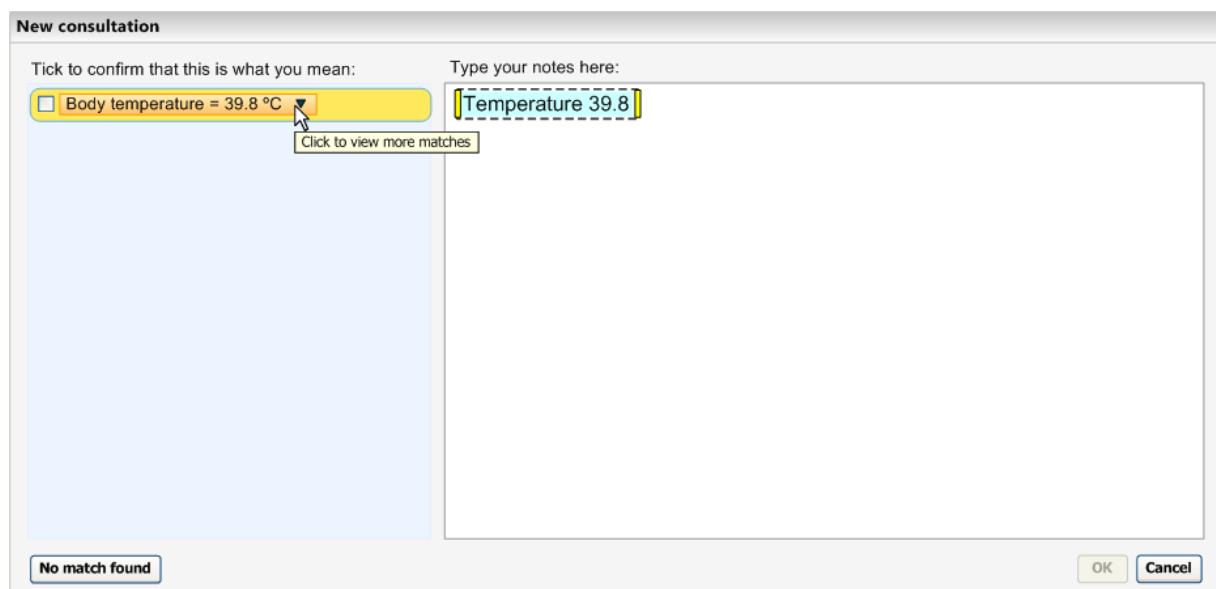 New consultation
Tick to confirm that this is what you mean:
Type your notes here:
Body temperature = 39.8 ºC
Temperature 39.8
Click to view more matches
No match found
OK
Cancel